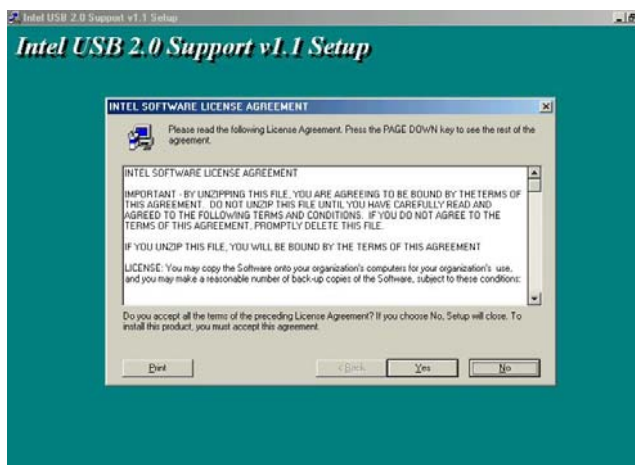 Intel USB 2.0 Support v1.1 Setup
Intel USB 2.0 Support v1.1 Setup
INTEL SOFTWARE LICENSE AGREEMENT
Please read the following License Agreement. Press the PAGE DOWN key to see the rest of the
agreement.
INTEL SOFTWARE LICENSE AGREEMENT
IMPORTANT - BY UNZIPPING THIS FILE, YOU ARE AGREEING TO BE BOUND BY THETERMS OF
THIS AGREEMENT. DO NOT UNZIP THIS FILE UNTIL YOU HAVE CAREFULLY READ AND
AGREED TO THE FOLLOWING TERMS AND CONDITIONS. IF YOU DO NOT AGREE TO THE
TERMS OF THIS AGREEMENT, PROMPTLY DELETE THIS FILE.
IF YOU UNZIP THIS FILE, YOU WILL BE BOUND BY THE TERMS OF THIS AGREEMENT
LICENSE: You may copy the Software onto your organization's computers for your organization's use,
and you may make a reasonable number of back-up copies of the Software, subject to these conditions:
Do you accept all the terms of the preceding License Agreement? If you choose No, Setup will close. To
install this product, you must accept this agreement.
Print
< Back
Yes
No